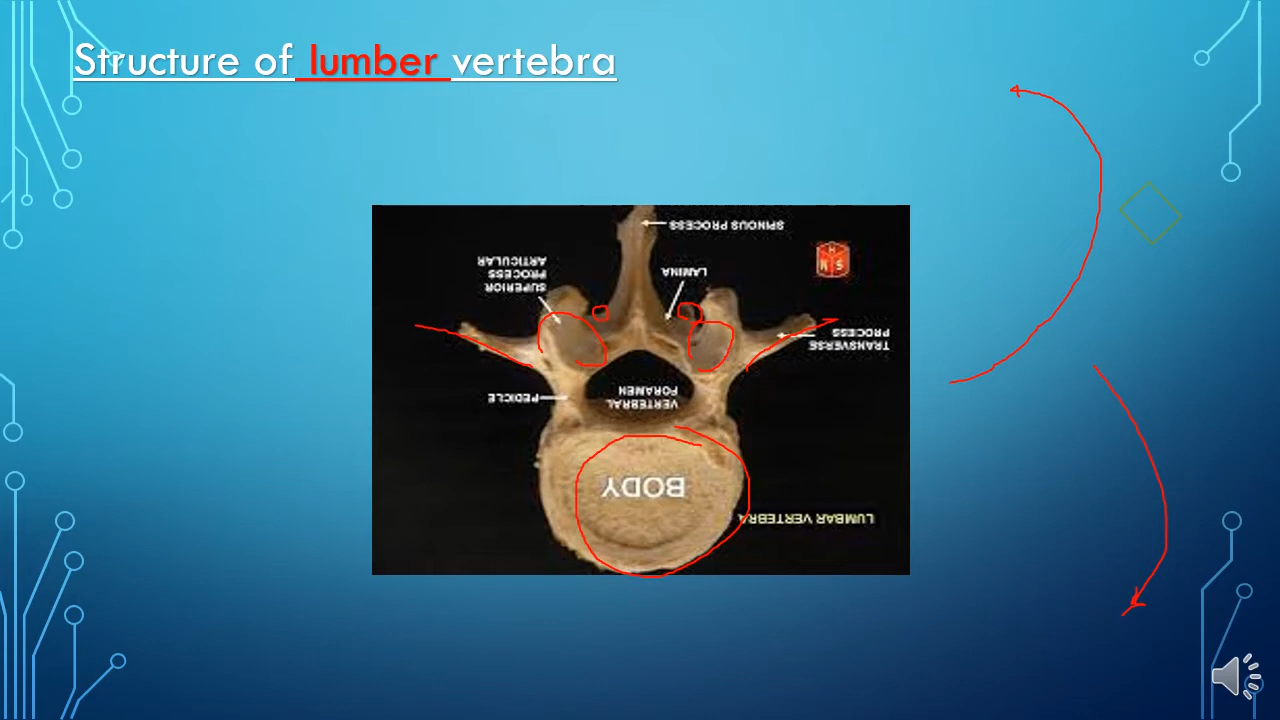 Structure of lumber vertebra
SPINOUS PROCESS
SUPERIOR
PROCESS
ARTICULAR
LAMINA
TRANSVERSE
PROCESS
PEDICLE
VERTEBRAL
FORAMEN
BODY
LUMBAR VERTEBRA
H
N S